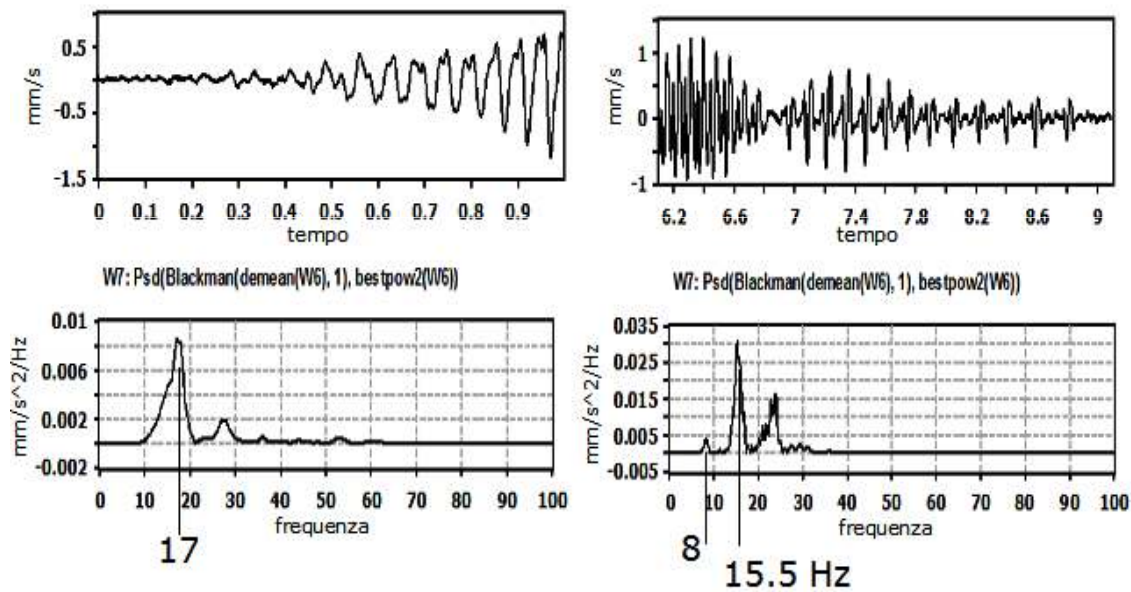 mm/s
0.5
-0.5
-1.5
0 0.1 0.2 0.3 0.4 0.5 0.6 0.7 0.8 0.9
tempo
mm/s
1
0
-1
6.2 6.6 7 7.4 7.8 8.2 8.6 9
tempo
W7: Psd(Blackman(demean(W6), 1), bestpow2(W6))
mm/s^2/Hz
0.01
0.006
0.002
-0.002
0 10 20 30 40 50 60 70 80 90 100
frequenza
17
W7: Psd(Blackman(demean(W6), 1), bestpow2(W6))
mm/s^2/Hz
0.035
0.025
0.015
0.005
-0.005
0 10 20 30 40 50 60 70 80 90 100
frequenza
8
15.5 Hz